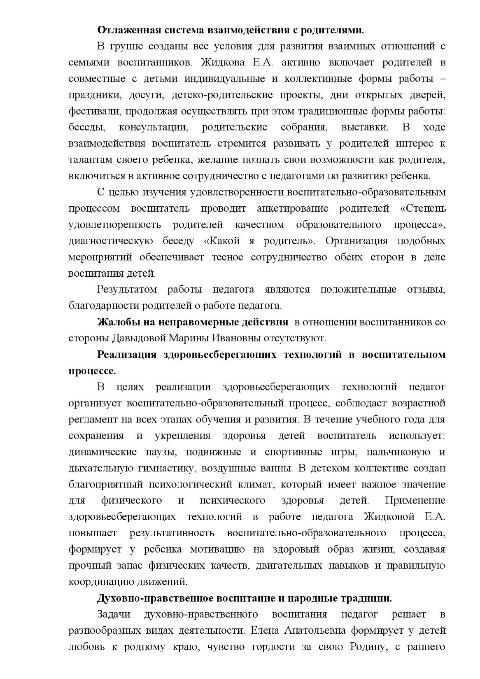 Отлаженная система взаимодействия с родителями.
В группе созданы все условия для развития взаимных отношений с
семьями воспитанников. Жидкова Е.А. активно включает родителей в
совместные с детьми индивидуальные и коллективные формы работы –
праздники, досуги, детско-родительские проекты, дни открытых дверей,
фестивали, продолжая осуществлять при этом традиционные формы работы:
беседы, консультации, родительские собрания, выставки. В ходе
взаимодействия воспитатель стремится развивать у родителей интерес к
талантам своего ребенка, желание познать свои возможности как родителя,
включиться в активное сотрудничество с педагогами по развитию ребенка.
С целью изучения удовлетворенности воспитательно-образовательным
процессом воспитатель проводит анкетирование родителей «Степень
удовлетворенность родителей качеством образовательного процесса»,
диагностическую беседу «Какой я родитель». Организация подобных
мероприятий обеспечивает тесное сотрудничество обеих сторон в деле
воспитания детей.
Результатом работы педагога являются положительные отзывы,
благодарности родителей о работе педагога.
Жалобы на неправомерные действия в отношении воспитанников со
стороны Давыдовой Марины Ивановны отсутствуют.
Реализация здоровьесберегающих технологий в воспитательном
процессе.
В целях реализации здоровьесберегающих технологий педагог
организует воспитательно-образовательный процесс, соблюдает возрастной
регламент на всех этапах обучения и развития. В течение учебного года для
сохранения и укрепления здоровья детей воспитатель использует:
динамические паузы, подвижные и спортивные игры, пальчиковую и
дыхательную гимнастику, воздушные ванны. В детском коллективе создан
благоприятный психологический климат, который имеет важное значение
для физического и психического здоровья детей. Применение
здоровьесберегающих технологий в работе педагога Жидковой Е.А.
повышает результативность воспитательно-образовательного процесса,
формирует у ребенка мотивацию на здоровый образ жизни, создавая
прочный запас физических качеств, двигательных навыков и правильную
координацию движений.
Духовно-нравственное воспитание и народные традиции.
Задачи духовно-нравственного воспитания педагог решает в
разнообразных видах деятельности. Елена Анатольевна формирует у детей
любовь к родному краю, чувство гордости за свою Родину, с раннего